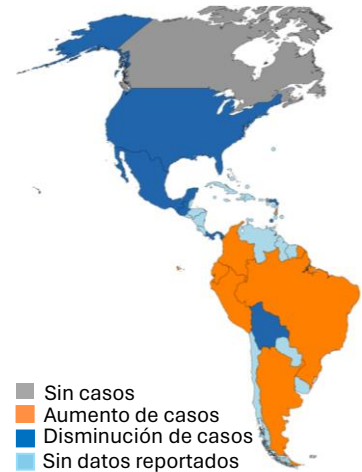 Sin casos
Aumento de casos
Disminución de casos
Sin datos reportados